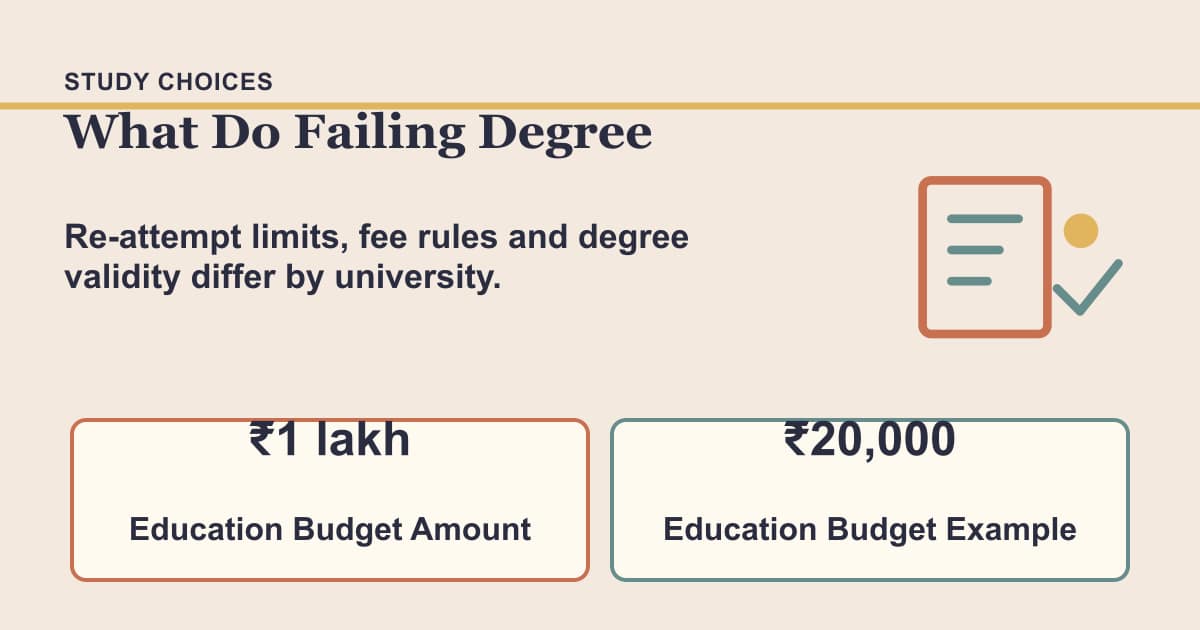 STUDY CHOICES
What Do Failing Degree
Re-attempt limits, fee rules and degree
validity differ by university.
₹1 lakh
Education Budget Amount
₹20,000
Education Budget Example